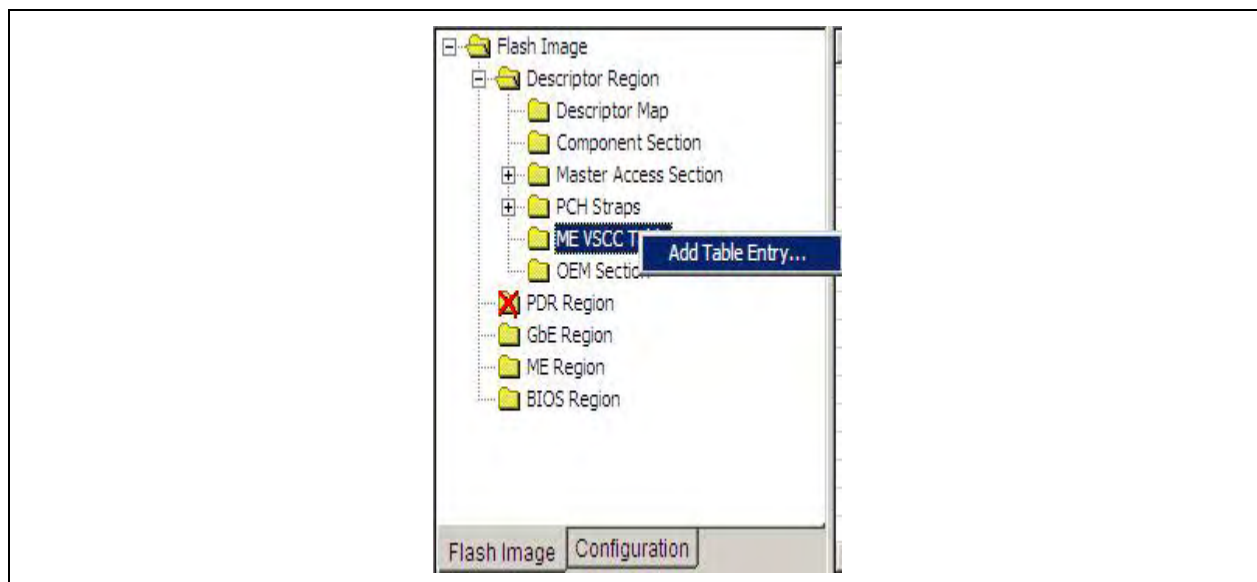 Flash Image
Descriptor Region
Descriptor Map
Component Section
Master Access Section
PCH Straps
ME VSCC
Add Table Entry...
OEM Section
PDR Region
GbE Region
ME Region
BIOS Region
Flash Image
Configuration